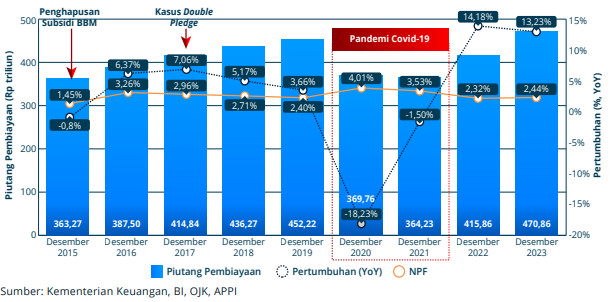 Penghapusan
Subsidi BBM
Kasus Double
Pledge
Pandemi Covid-19
Piutang Pembiayaan (Rp triliun)
500
400
300
200
100
0
Pertumbuhan (%, YoY)
15%
10%
5%
0%
-5%
-10%
-15%
-20%
1,45%
-0,8%
6,37%
3,26%
7,06%
2,96%
5,17%
2,71%
3,66%
2,40%
4,01%
-18,23%
3,53%
-1,50%
14,18%
2,32%
13,23%
2,44%
363,27
387,50
414,84
436,27
452,22
369,76
364,23
415,86
470,86
Desember
2015
Desember
2016
Desember
2017
Desember
2018
Desember
2019
Desember
2020
Desember
2021
Desember
2022
Desember
2023
Piutang Pembiayaan
Pertumbuhan (YoY)
NPF
Sumber: Kementerian Keuangan, BI, OJK, APPI